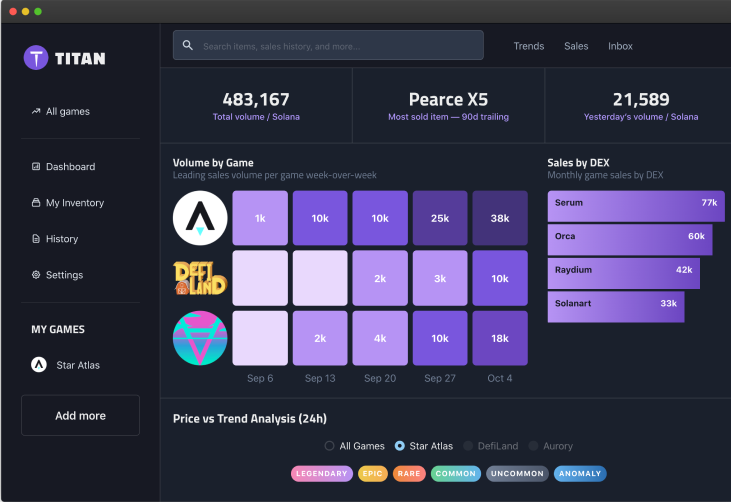 TITAN
Search items, sales history, and more...
Trends
Sales
Inbox
All games
Dashboard
My Inventory
History
Settings
MY GAMES
Star Atlas
Add more
483,167
Total volume / Solana
Pearce X5
Most sold item — 90d trailing
21,589
Yesterday's volume / Solana
Volume by Game
Leading sales volume per game week-over-week
1k
10k
10k
25k
38k
DEFI
LAND
2k
3k
10k
2k
4k
10k
18k
Sep 6
Sep 13
Sep 20
Sep 27
Oct 4
Sales by DEX
Monthly game sales by DEX
Serum 77k
Orca 60k
Raydium 42k
Solanart 33k
Price vs Trend Analysis (24h)
All Games
Star Atlas
DefiLand
Aurory
LEGENDARY
EPIC
RARE
COMMON
UNCOMMON
ANOMALY